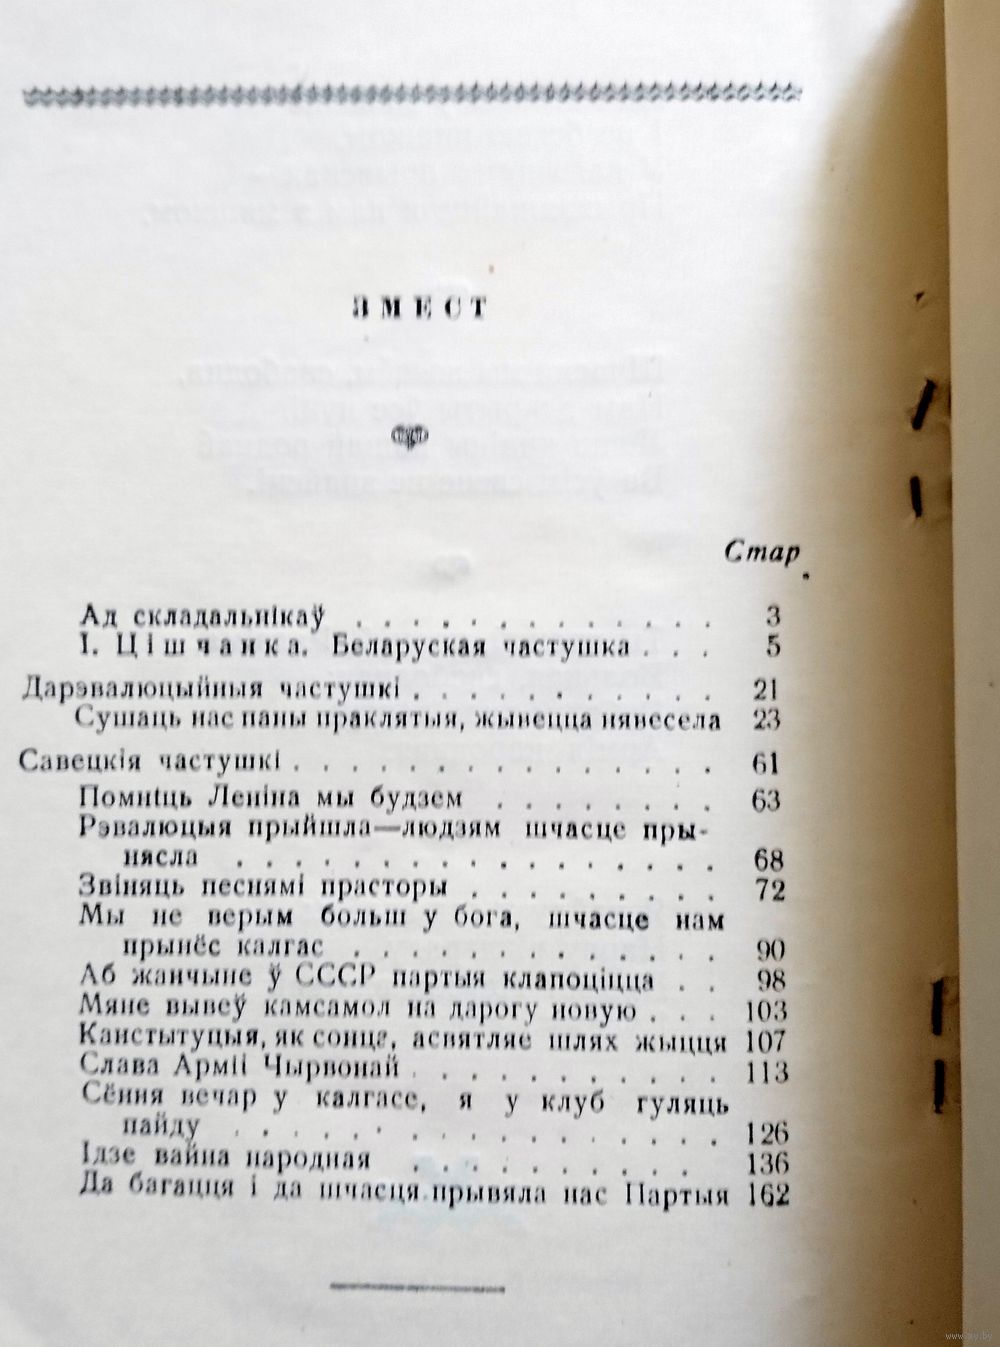 ЗМЕСТ
Стар.
Ад складальнікаў . . . . . . . . . . . . . 3
І. Цішчанка. Беларуская частушка . . . 5
Дарэвалюцыйныя частушкі . . . . . . . . . . . 21
Сушаць нас паны праклятыя, жывецца нявесела 23
Савецкія частушкі . . . . . . . . . . . . . . . 61
Помніць Леніна мы будзем . . . . . . . . 63
Рэвалюцыя прыйшла—людзям шчасце пры-
нясла . . . . . . . . . . . . . . . . . 68
Звіняць песнямі прасторы . . . . . . . . . 72
Мы не верым больш у бога, шчасце нам
прынёс калгас . . . . . . . . . . . . . 90
Аб жанчыне ў СССР партыя клапоціцца . . 98
Мяне вывеў камсамол на дарогу новую . . . 103
Канстытуцыя, як сонца, асвятляе шлях жыцця 107
Слава Арміі Чырвонай . . . . . . . . . . . 113
Сёння вечар у калгасе, я у клуб гуляць
пайду . . . . . . . . . . . . . . . . . 126
Ідзе вайна народная . . . . . . . . . . 136
Да багацця і да шчасця прывяла нас Партыя 162
www.ay.by